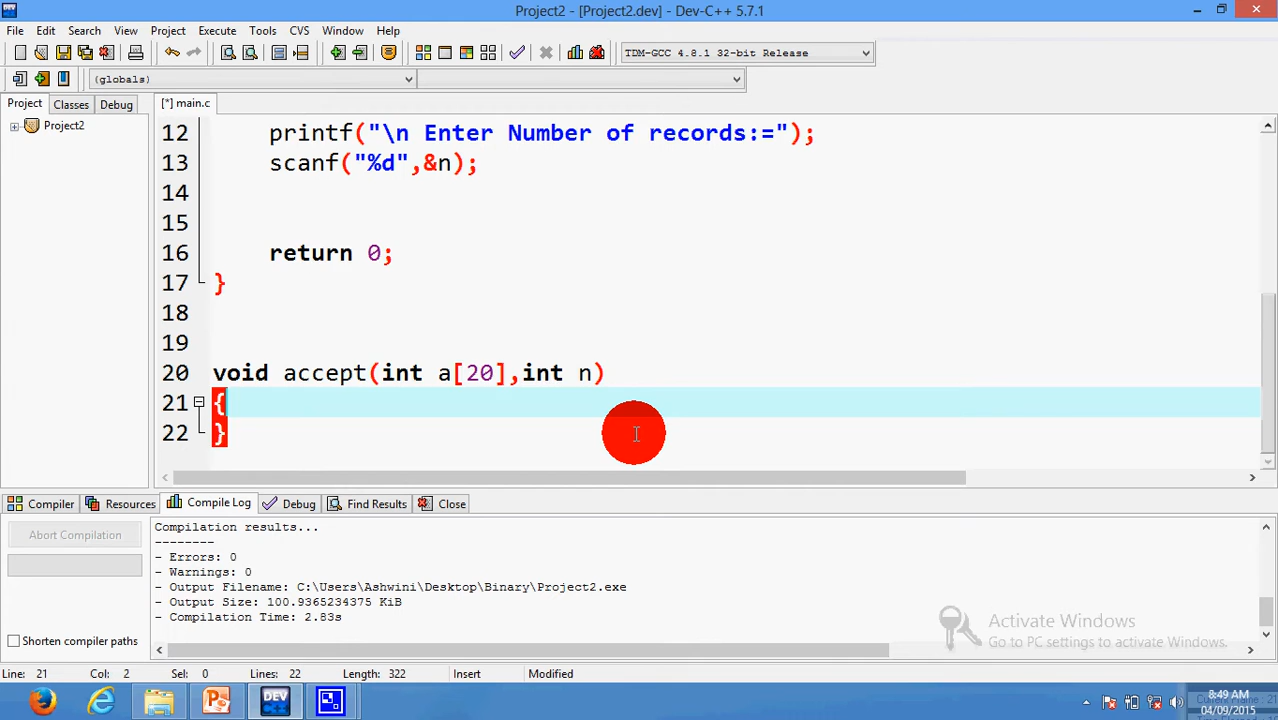 Project2 - [Project2.dev] - Dev-C++ 5.7.1
File Edit Search View Project Execute Tools CVS Window Help
TDM-GCC 4.8.1 32-bit Release
(globals)
Project Classes Debug
[*] main.c
Project2
12 printf("\n Enter Number of records:=");
13 scanf("%d",&n);
14
15
16 return 0;
17 }
18
19
20 void accept(int a[20],int n)
21 {
22 }
Compiler Resources Compile Log Debug Find Results Close
Abort Compilation
Shorten compiler paths
Compilation results...
--------
- Errors: 0
- Warnings: 0
- Output Filename: C:\Users\Ashwini\Desktop\Binary\Project2.exe
- Output Size: 100.9365234375 KiB
- Compilation Time: 2.83s
Activate Windows
Go to PC settings to activate Windows.
Line: 21 Col: 2 Sel: 0 Lines: 22 Length: 322 Insert Modified
DEV C++
8:49 AM
04/09/2015